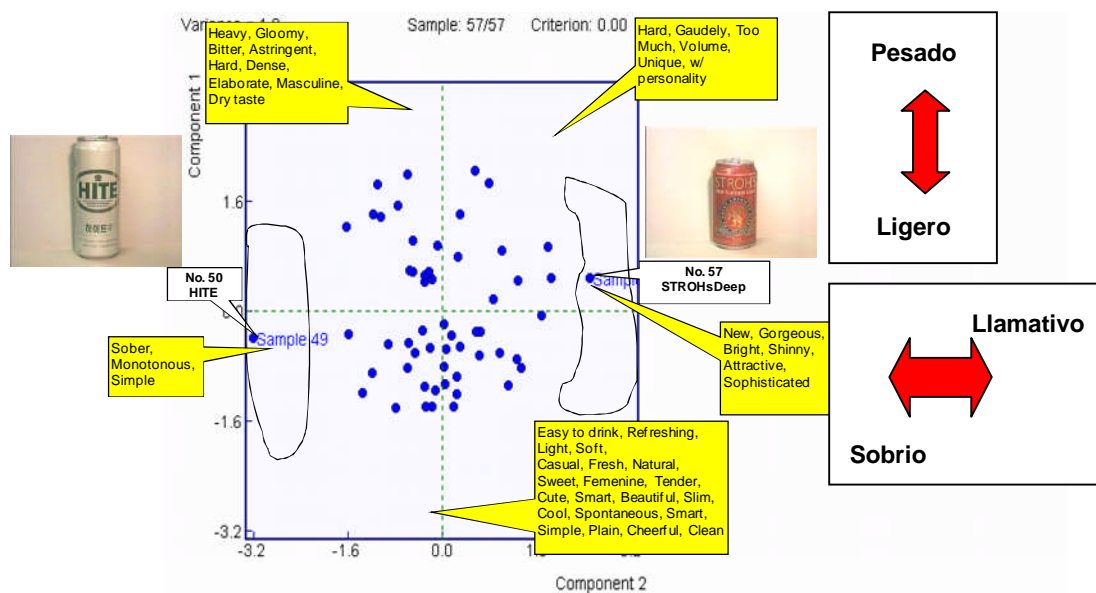 Sample: 57/57
Criterion: 0.00
Heavy, Gloomy,
Bitter, Astringent,
Hard, Dense,
Elaborate, Masculine,
Dry taste
Hard, Gaudely, Too
Much, Volume,
Unique, w/
personality
Pesado
Ligero
Component 1
HITE
하이트
STROHS
1.6
-1.6
-3.2
No. 50
HITE
Sample 49
No. 57
STROHsDeep
Sober,
Monotonous,
Simple
New, Gorgeous,
Bright, Shinny,
Attractive,
Sophisticated
Llamativo
Sobrio
Easy to drink, Refreshing,
Light, Soft,
Casual, Fresh, Natural,
Sweet, Femenine, Tender,
Cute, Smart, Beautiful, Slim,
Cool, Spontaneous, Smart,
Simple, Plain, Cheerful, Clean
-3.2
-1.6
0.0
Component 2